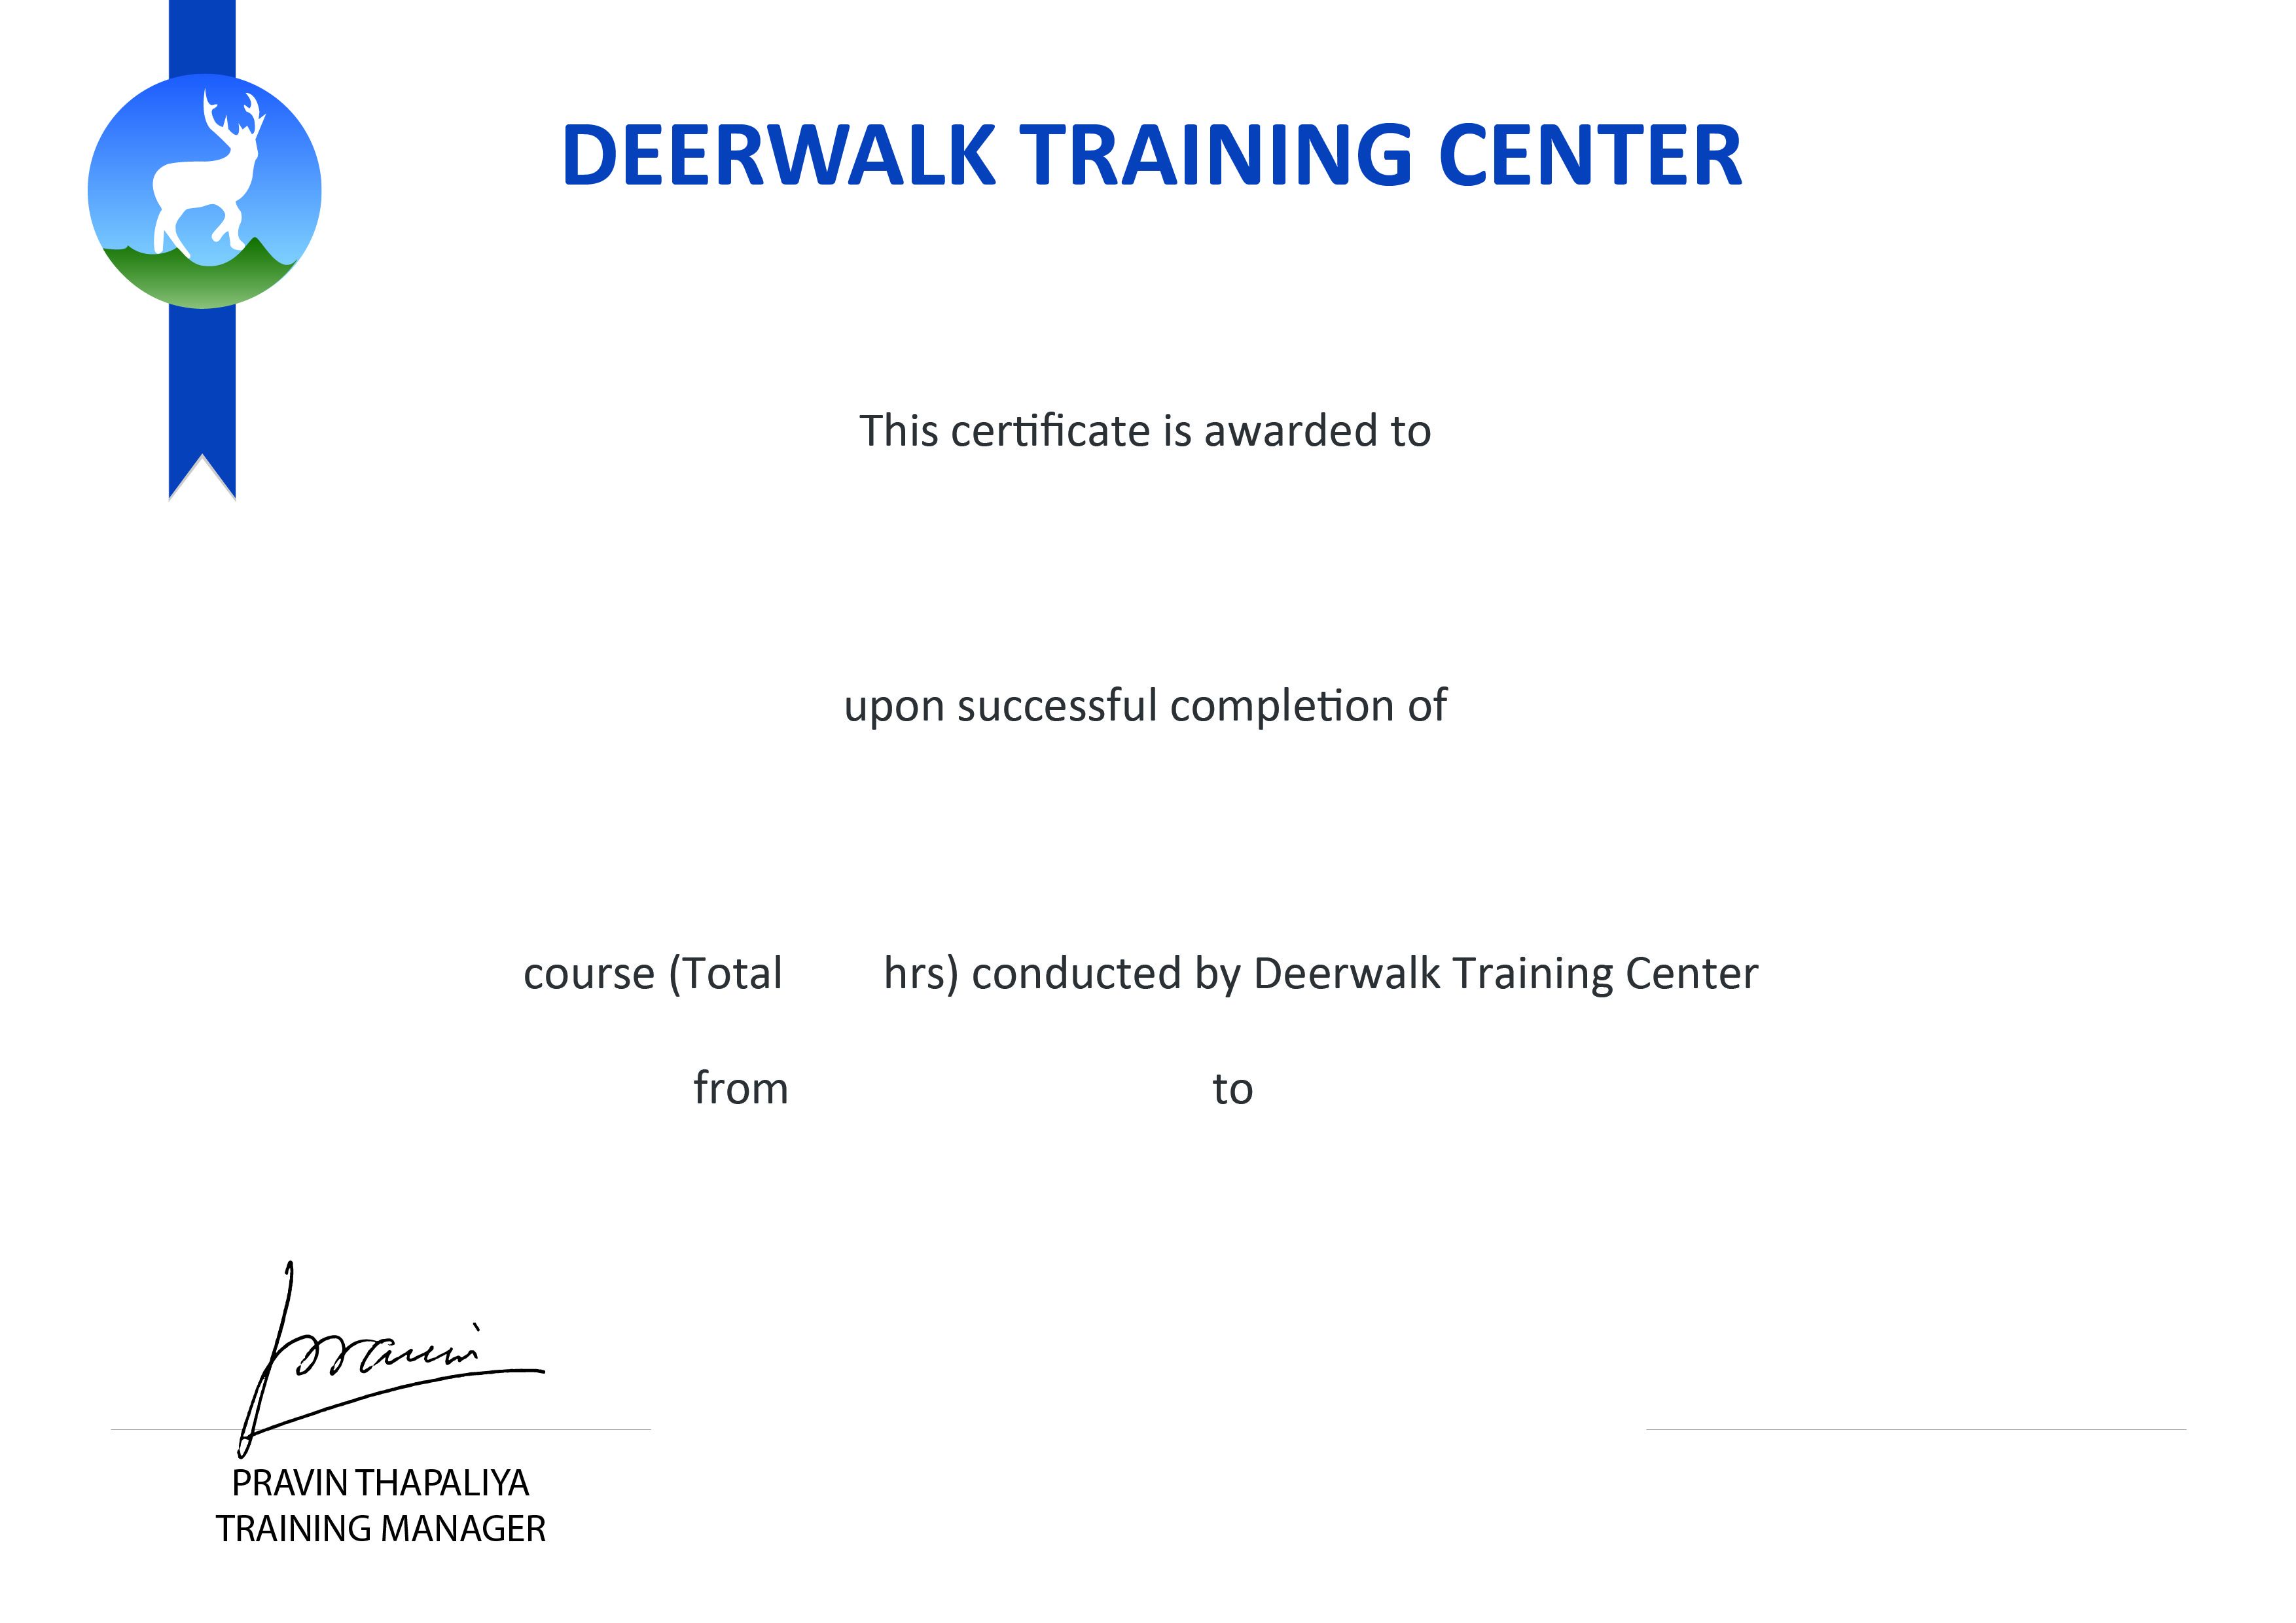 DEERWALK TRAINING CENTER
This certificate is awarded to
upon successful completion of
course (Total hrs) conducted by Deerwalk Training Center
from to
Pravin
PRAVIN THAPALIYA
TRAINING MANAGER